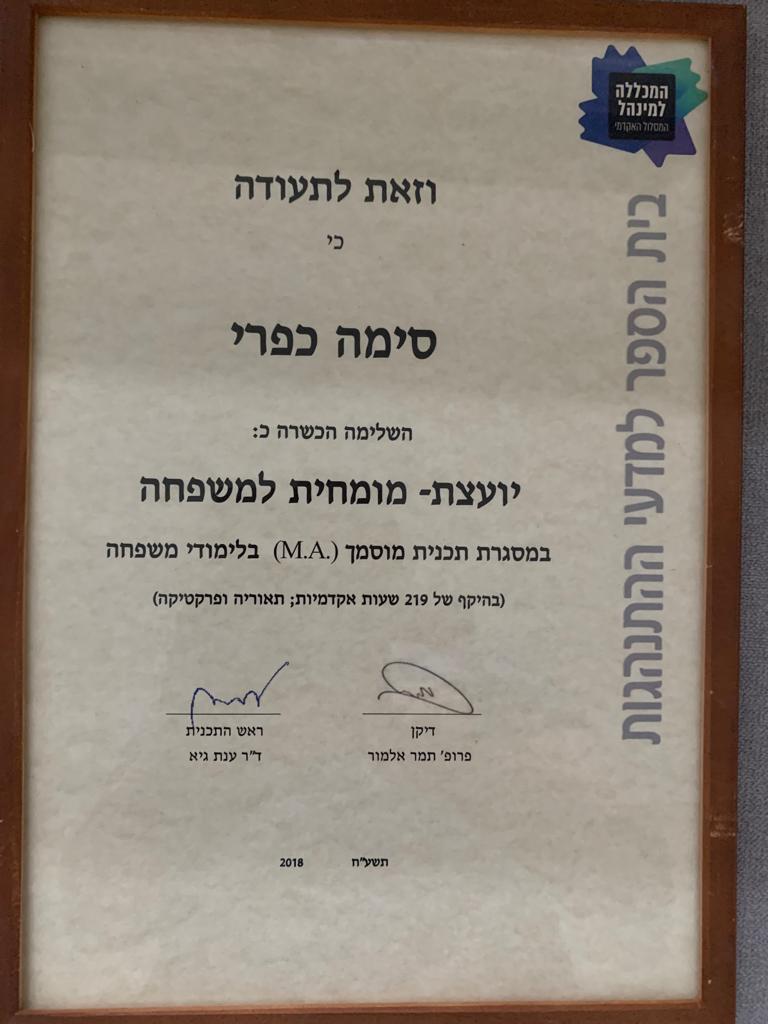 המכללה
למינהל
המסלול האקדמי
בית הספר למדעי ההתנהגות
וזאת לתעודה
כי
סימה כפרי
השלימה הכשרה כ:
יועצת- מומחית למשפחה
במסגרת תכנית מוסמך (M.A.) בלימודי משפחה
(בהיקף של 219 שעות אקדמיות; תאוריה ופרקטיקה)
דיקן
פרופ' תמר אלמור
ראש התכנית
ד"ר ענת גיא
תשע"ח 2018